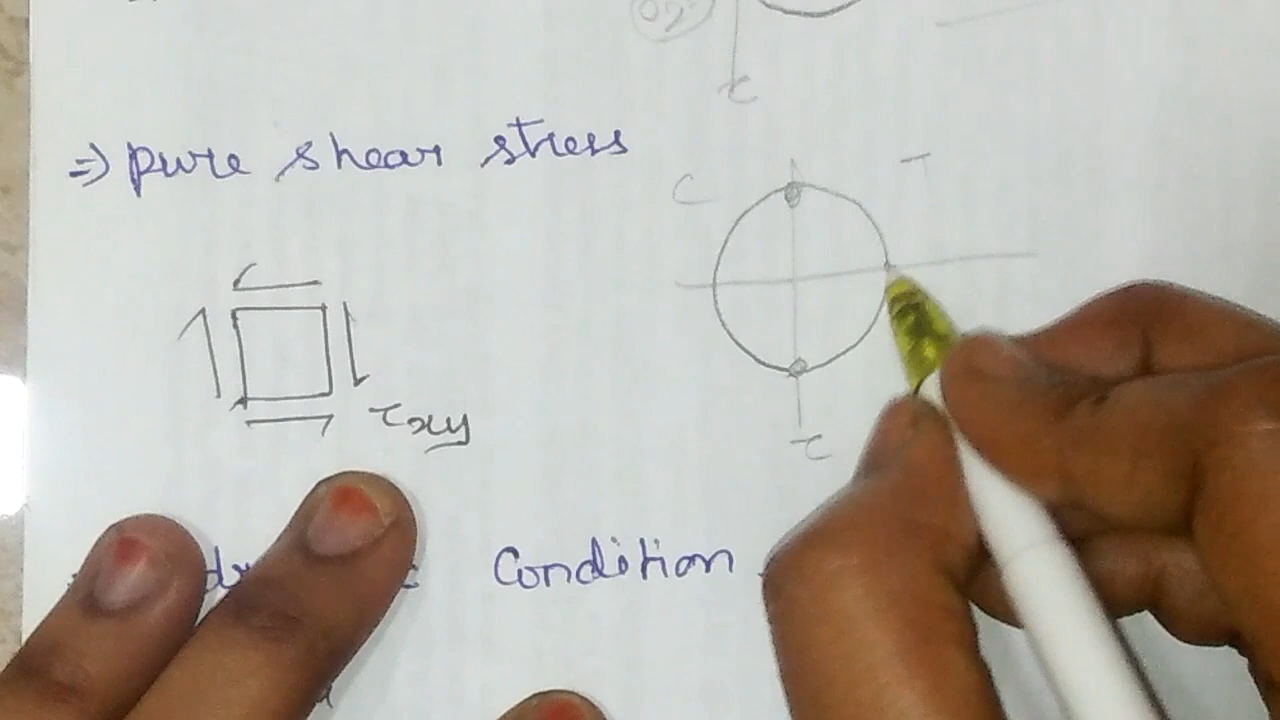 τ
⇒ pure shear stress
C T
τxy
τ
Condition